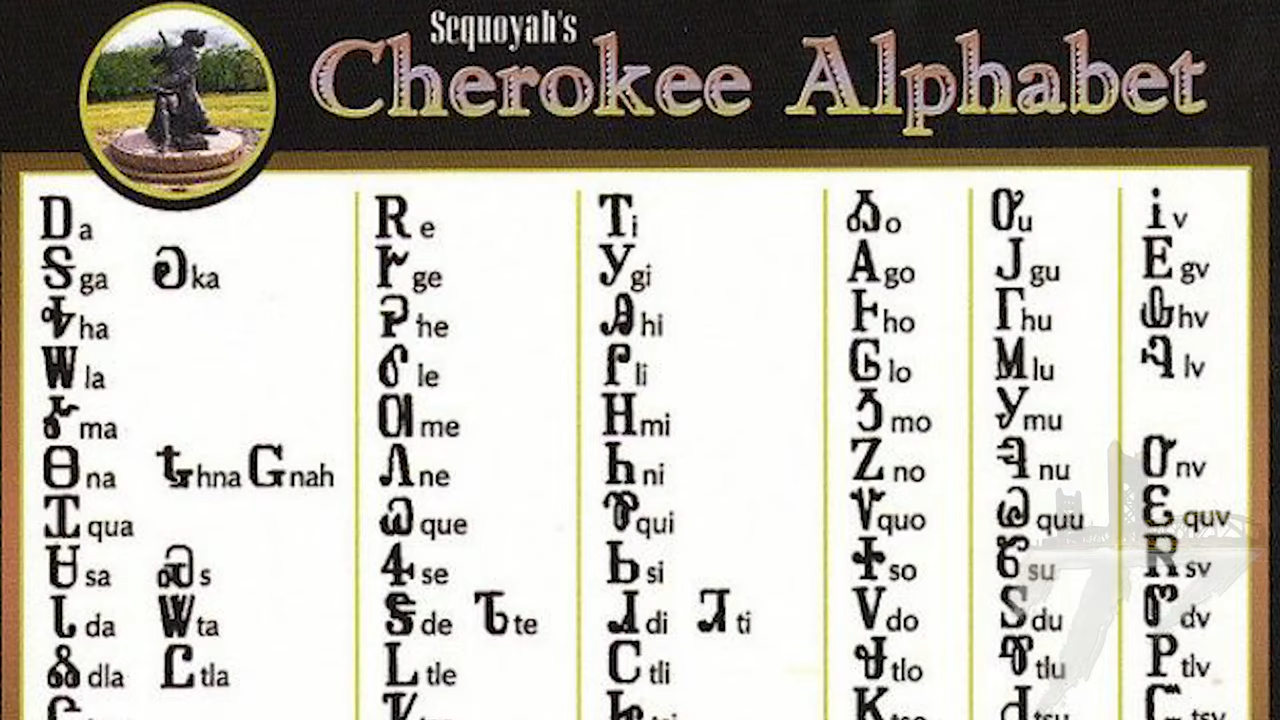 Sequoyah's
Cherokee Alphabet
Ꭰ a Ꭱ e Ꭲ i Ꭳ o Ꭴ u Ꭵ v
Ꭶ ga Ꭷ ka Ꭸ ge Ꭹ gi Ꭺ go Ꭻ gu Ꭼ gv
Ꭽ ha Ꭾ he Ꭿ hi Ꮀ ho Ꮁ hu Ꮂ hv
Ꮃ la Ꮄ le Ꮅ li Ꮆ lo Ꮇ lu Ꮈ lv
Ꮉ ma Ꮊ me Ꮋ mi Ꮌ mo Ꮍ mu
Ꮎ na Ꮏ hna Ꮐ nah Ꮑ ne Ꮒ ni Ꮓ no Ꮔ nu Ꮕ nv
Ꮖ qua Ꮗ que Ꮘ qui Ꮙ quo Ꮚ quu Ꮛ quv
Ꮜ sa Ꮝ s Ꮞ se Ꮟ si Ꮠ so Ꮡ su Ꮢ sv
Ꮣ da Ꮤ ta Ꮥ de Ꮦ te Ꮧ di Ꮨ ti Ꮩ do Ꮪ du Ꮫ dv
Ꮬ dla Ꮭ tla Ꮮ tle Ꮯ tli Ꮰ tlo Ꮱ tlu Ꮲ tlv